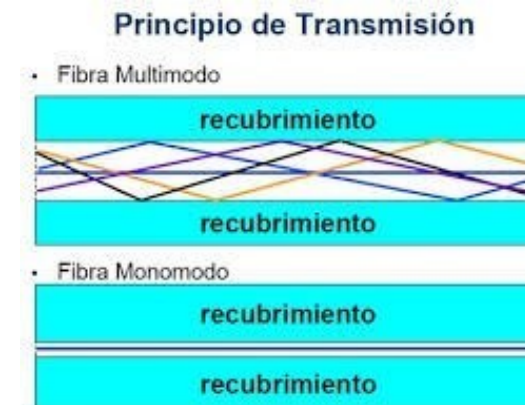 Principio de Transmisión
• Fibra Multimodo
recubrimiento
recubrimiento
• Fibra Monomodo
recubrimiento
recubrimiento